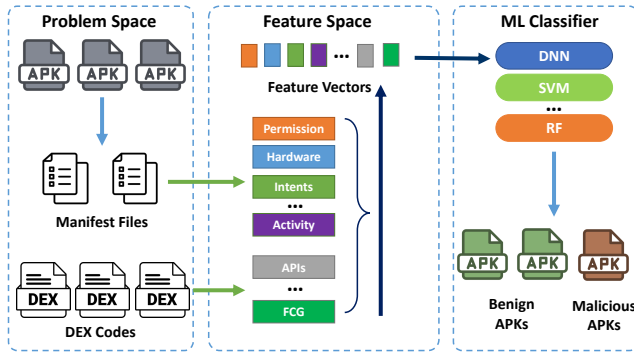 Problem Space
APK APK APK
Manifest Files
DEX DEX DEX
DEX Codes
Feature Space
...
Feature Vectors
Permission
Hardware
Intents
...
Activity
APIs
...
FCG
ML Classifier
DNN
SVM
...
RF
APK APK APK
Benign
APKs
Malicious
APKs